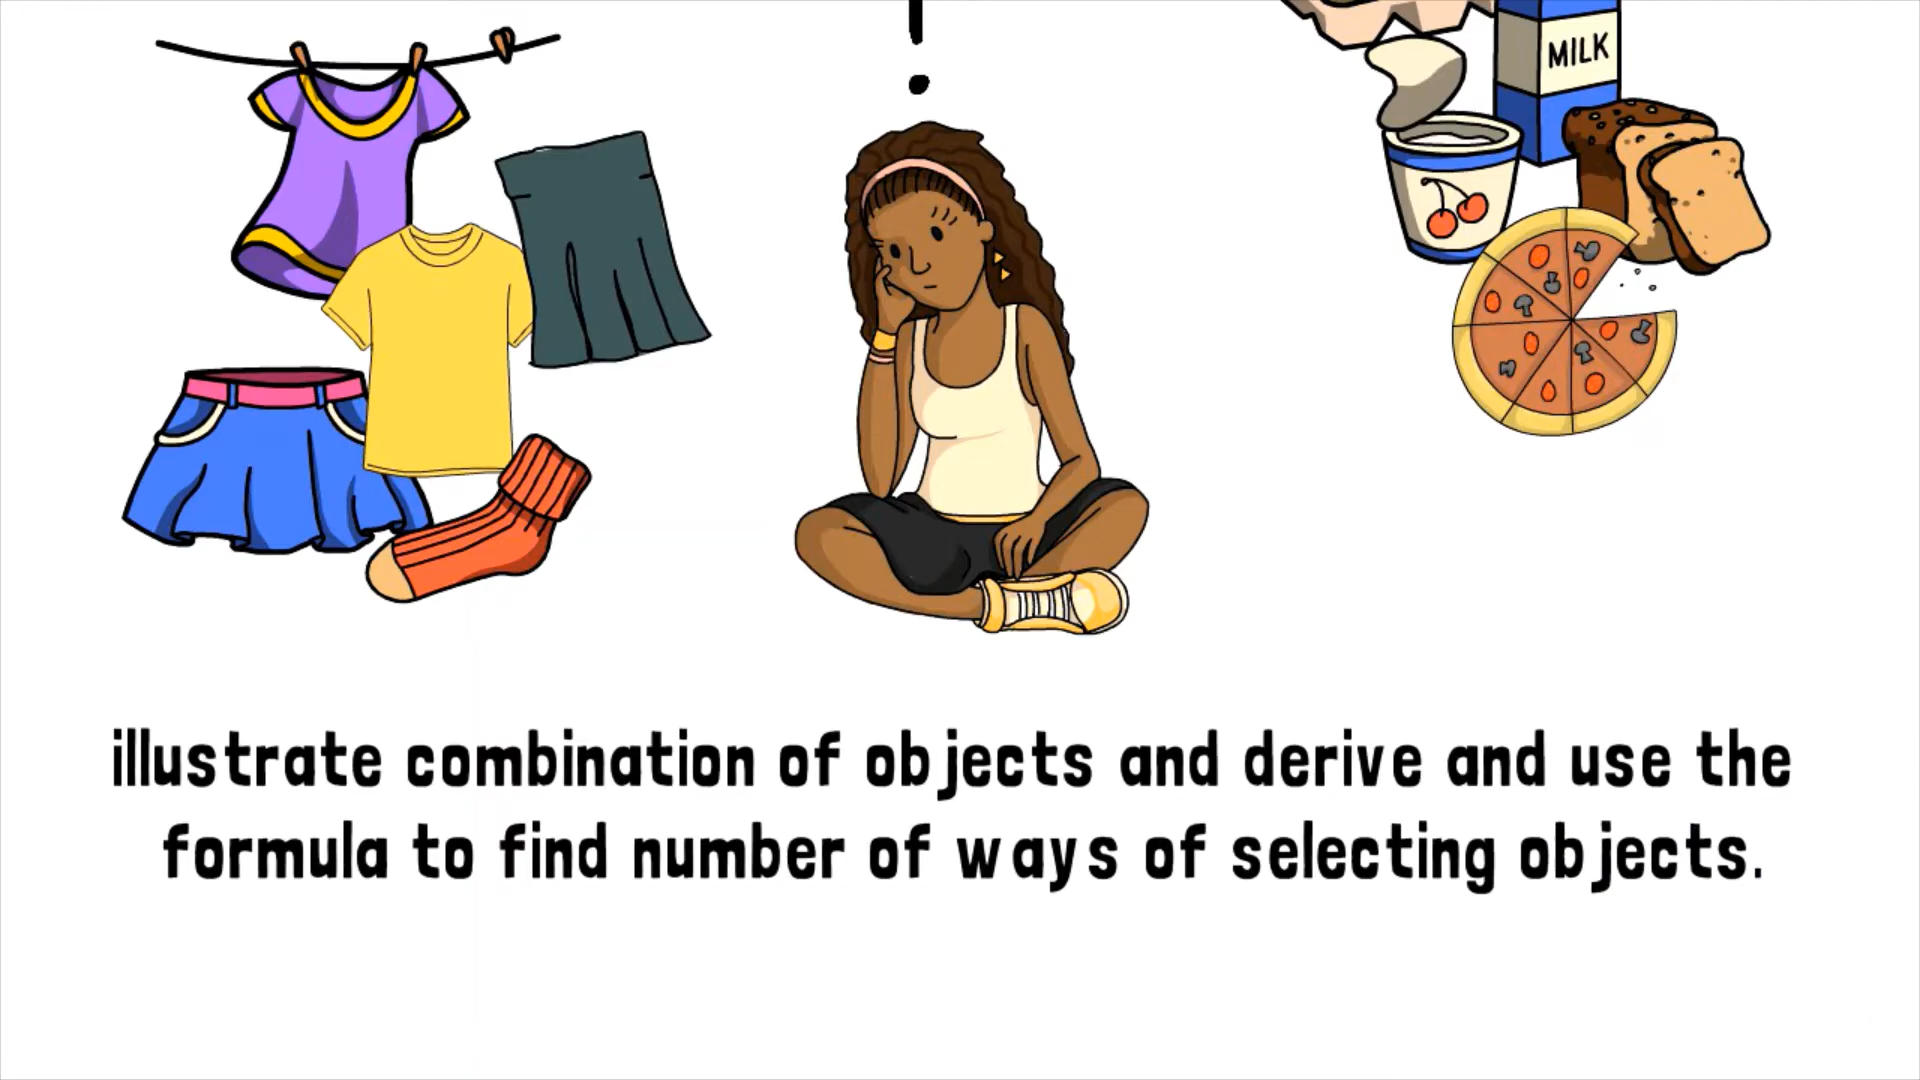 MILK
illustrate combination of objects and derive and use the
formula to find number of ways of selecting objects.